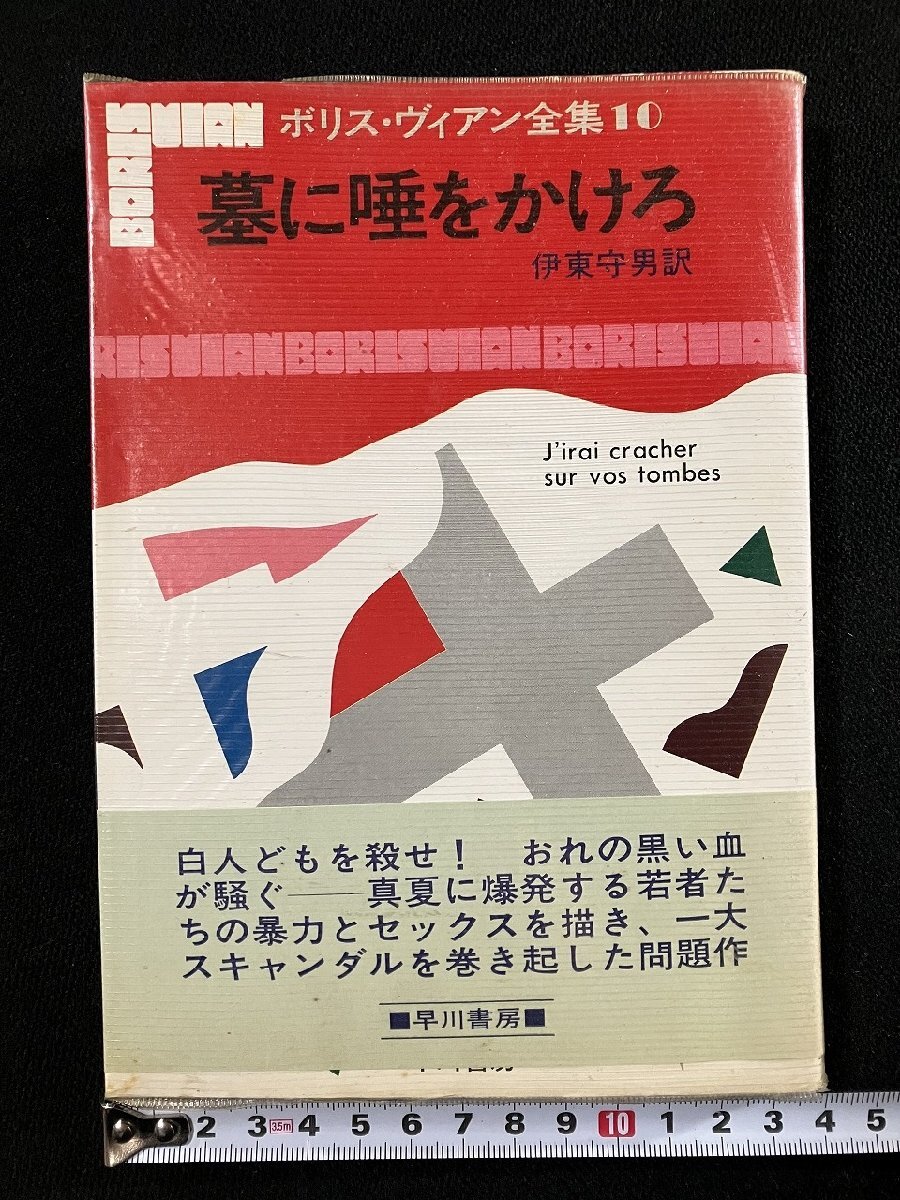 BORIS VIAN
ボリス・ヴィアン全集10
墓に唾をかけろ
伊東守男訳
RISVIANBORISVIANBORISVIAN
J'irai cracher
sur vos tombes
白人どもを殺せ！　おれの黒い血
が騒ぐ——真夏に爆発する若者た
ちの暴力とセックスを描き、一大
スキャンダルを巻き起した問題作
■早川書房■
2 3 3.5m 4 5 6 7 8 9 10 1 2 3 4 5